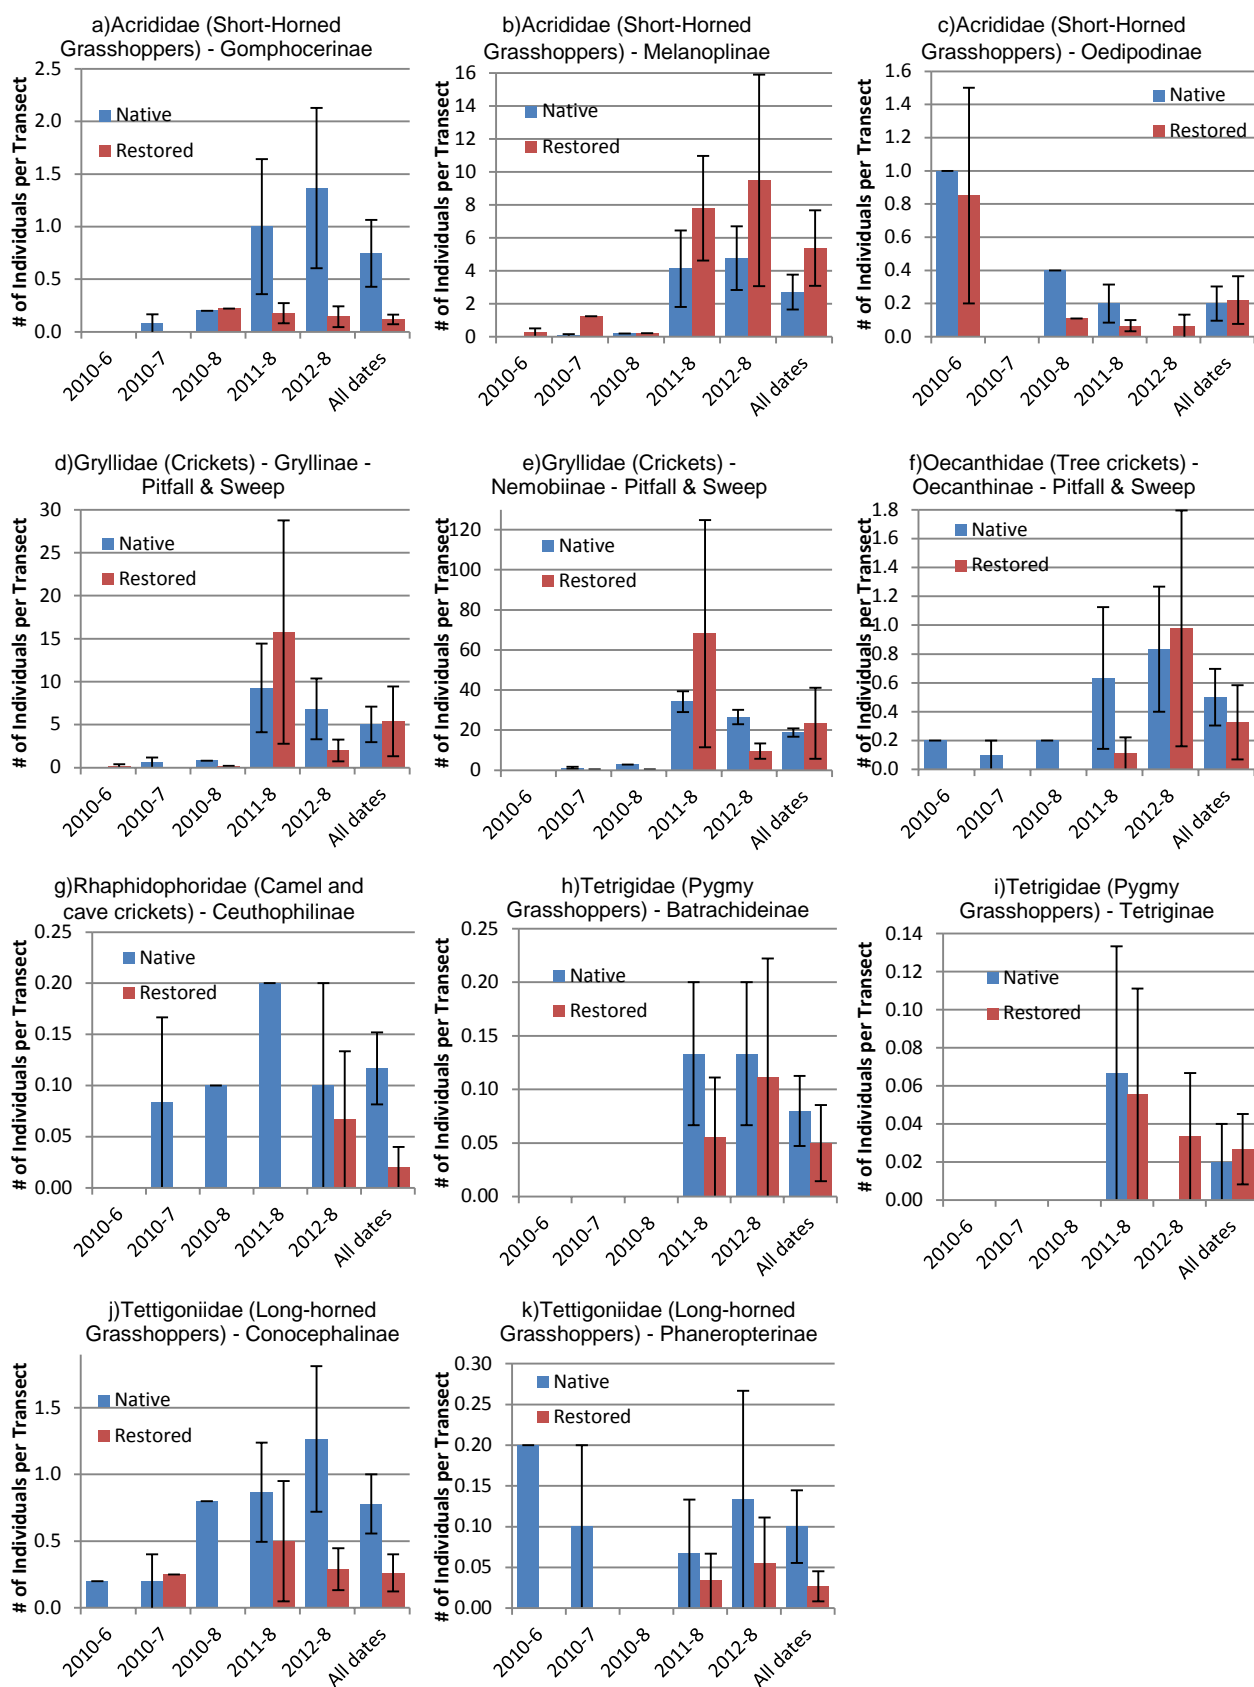 a)Acrididae (Short-Horned
Grasshoppers) - Gomphocerinae
# of Individuals per Transect
2.5
2.0
1.5
1.0
0.5
0.0
Native
Restored
2010-6
2010-7
2010-8
2011-8
2012-8
All dates
b)Acrididae (Short-Horned
Grasshoppers) - Melanoplinae
# of Individuals per Transect
16
14
12
10
8
6
4
2
0
Native
Restored
2010-6
2010-7
2010-8
2011-8
2012-8
All dates
c)Acrididae (Short-Horned
Grasshoppers) - Oedipodinae
# of Individuals per Transect
1.6
1.4
1.2
1.0
0.8
0.6
0.4
0.2
0.0
Native
Restored
2010-6
2010-7
2010-8
2011-8
2012-8
All dates
d)Gryllidae (Crickets) - Gryllinae -
Pitfall & Sweep
# of Individuals per Transect
30
25
20
15
10
5
0
Native
Restored
2010-6
2010-7
2010-8
2011-8
2012-8
All dates
e)Gryllidae (Crickets) -
Nemobiinae - Pitfall & Sweep
# of Individuals per Transect
120
100
80
60
40
20
0
Native
Restored
2010-6
2010-7
2010-8
2011-8
2012-8
All dates
f)Oecanthidae (Tree crickets) -
Oecanthinae - Pitfall & Sweep
# of Individuals per Transect
1.8
1.6
1.4
1.2
1.0
0.8
0.6
0.4
0.2
0.0
Native
Restored
2010-6
2010-7
2010-8
2011-8
2012-8
All dates
g)Rhaphidophoridae (Camel and
cave crickets) - Ceuthophilinae
# of Individuals per Transect
0.25
0.20
0.15
0.10
0.05
0.00
Native
Restored
2010-6
2010-7
2010-8
2011-8
2012-8
All dates
h)Tetrigidae (Pygmy
Grasshoppers) - Batrachideinae
# of Individuals per Transect
0.25
0.20
0.15
0.10
0.05
0.00
Native
Restored
2010-6
2010-7
2010-8
2011-8
2012-8
All dates
i)Tetrigidae (Pygmy
Grasshoppers) - Tetriginae
# of Individuals per Transect
0.14
0.12
0.10
0.08
0.06
0.04
0.02
0.00
Native
Restored
2010-6
2010-7
2010-8
2011-8
2012-8
All dates
j)Tettigoniidae (Long-horned
Grasshoppers) - Conocephalinae
# of Individuals per Transect
1.5
1.0
0.5
0.0
Native
Restored
2010-6
2010-7
2010-8
2011-8
2012-8
All dates
k)Tettigoniidae (Long-horned
Grasshoppers) - Phaneropterinae
# of Individuals per Transect
0.30
0.25
0.20
0.15
0.10
0.05
0.00
Native
Restored
2010-6
2010-7
2010-8
2011-8
2012-8
All dates